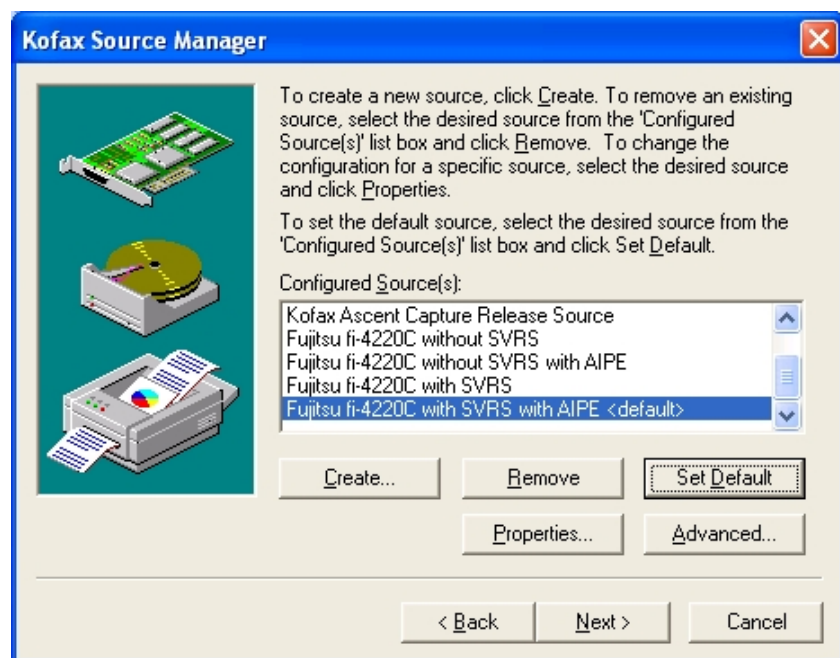 Kofax Source Manager
To create a new source, click Create. To remove an existing
source, select the desired source from the 'Configured
Source(s)' list box and click Remove. To change the
configuration for a specific source, select the desired source
and click Properties.
To set the default source, select the desired source from the
'Configured Source(s)' list box and click Set Default.
Configured Source(s):
Kofax Ascent Capture Release Source
Fujitsu fi-4220C without SVRS
Fujitsu fi-4220C without SVRS with AIPE
Fujitsu fi-4220C with SVRS
Fujitsu fi-4220C with SVRS with AIPE <default>
Create... Remove Set Default
Properties... Advanced...
< Back Next > Cancel